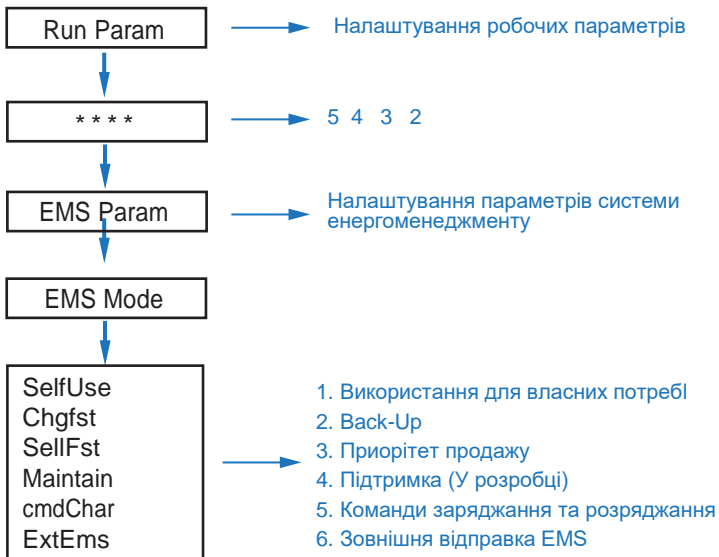 Run Param
Налаштування робочих параметрів
* * * *
5 4 3 2
EMS Param
Налаштування параметрів системи
енергоменеджменту
EMS Mode
SelfUse
Chgfst
SellFst
Maintain
cmdChar
ExtEms
1. Використання для власних потребІ
2. Back-Up
3. Приорітет продажу
4. Підтримка (У розробці)
5. Команди заряджання та розряджання
6. Зовнішня відправка EMS